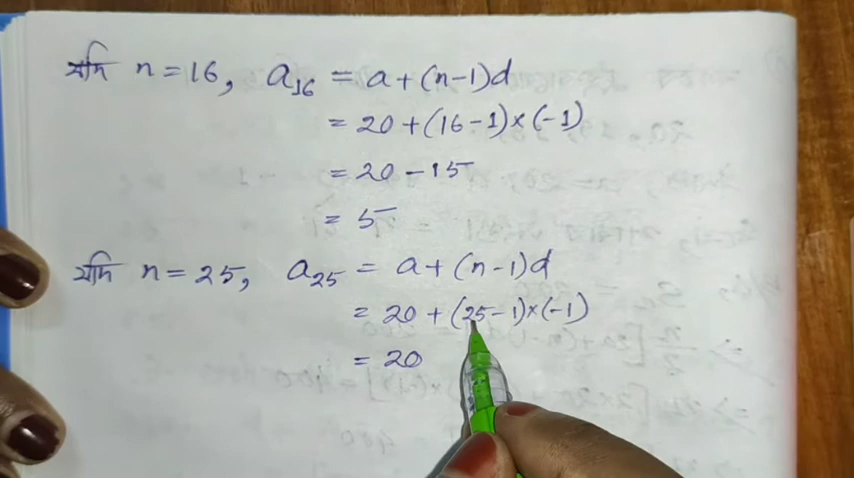 যদি n = 16, a₁₆ = a + (n-1)d
= 20 + (16-1)×(-1)
= 20 - 15
= 5
যদি n = 25, a₂₅ = a + (n-1)d
= 20 + (25-1)×(-1)
= 20